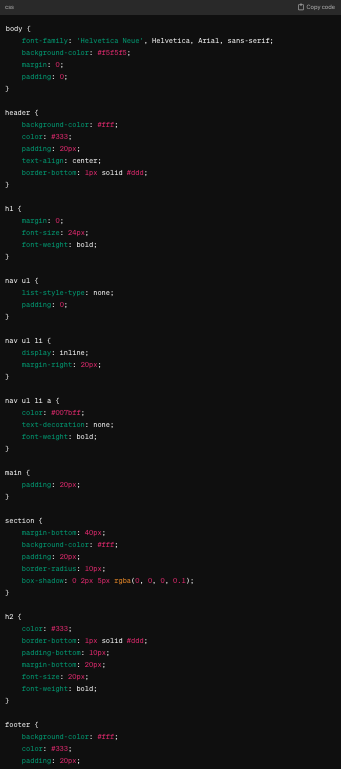 css
Copy code
body {
font-family: 'Helvetica Neue', Helvetica, Arial, sans-serif;
background-color: #f5f5f5;
margin: 0;
padding: 0;
}
header {
background-color: #fff;
color: #333;
padding: 20px;
text-align: center;
border-bottom: 1px solid #ddd;
}
h1 {
margin: 0;
font-size: 24px;
font-weight: bold;
}
nav ul {
list-style-type: none;
padding: 0;
}
nav ul li {
display: inline;
margin-right: 20px;
}
nav ul li a {
color: #007bff;
text-decoration: none;
font-weight: bold;
}
main {
padding: 20px;
}
section {
margin-bottom: 40px;
background-color: #fff;
padding: 20px;
border-radius: 10px;
box-shadow: 0 2px 5px rgba(0, 0, 0, 0.1);
}
h2 {
color: #333;
border-bottom: 1px solid #ddd;
padding-bottom: 10px;
margin-bottom: 20px;
font-size: 20px;
font-weight: bold;
}
footer {
background-color: #fff;
color: #333;
padding: 20px;